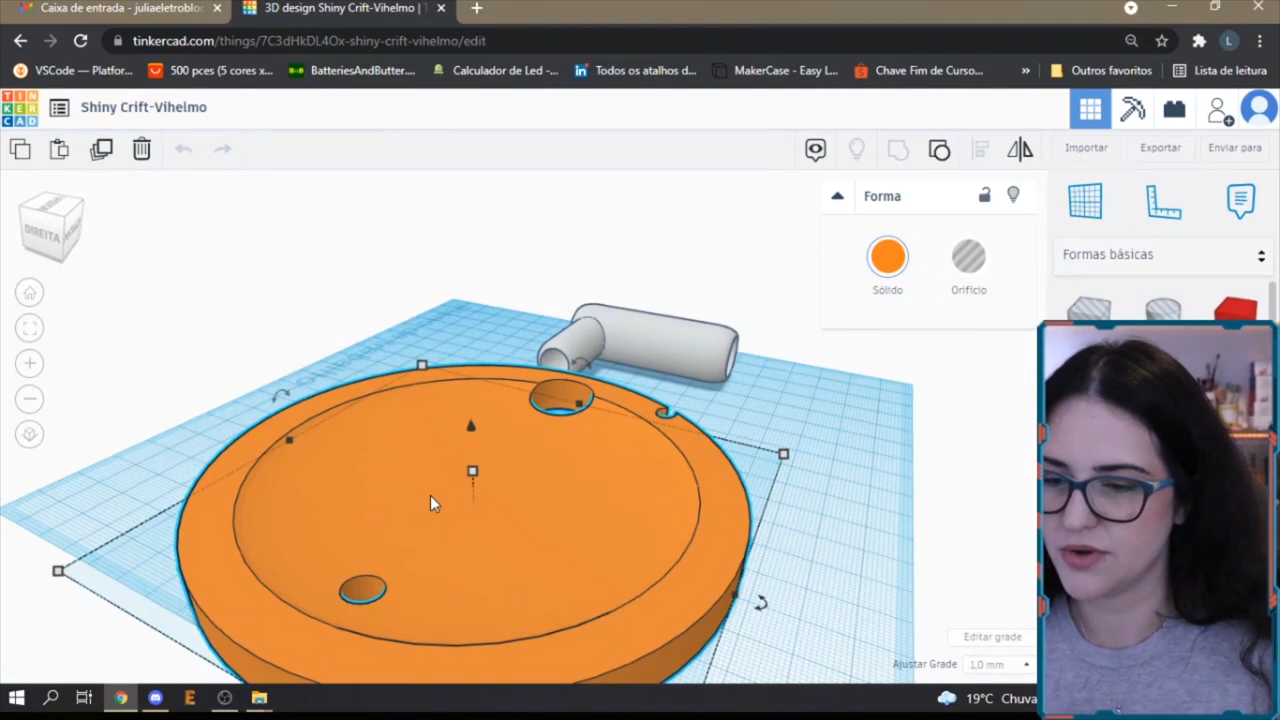 Caixa de entrada - juliaeletroblo
3D design Shiny Crift-Vihelmo | T
tinkercad.com/things/7C3dHkDL4Ox-shiny-crift-vihelmo/edit
L
VSCode — Platfor...
500 pces (5 cores x...
BatteriesAndButter....
Calculador de Led -...
Todos os atalhos d...
MakerCase - Easy L...
Chave Fim de Curso...
»
Outros favoritos
Lista de leitura
TIN
KER
CAD
Shiny Crift-Vihelmo
Importar
Exportar
Enviar para
DIREITA
Forma
Sólido
Orifício
Formas básicas
Editar grade
Ajustar Grade
1,0 mm
19°C Chuva